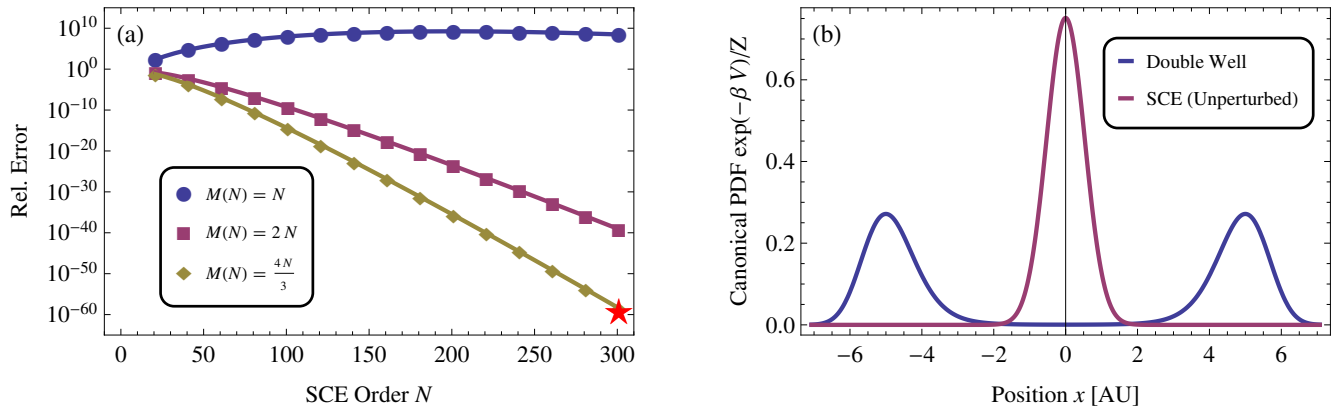 (a)
10^10
10^0
10^-10
10^-20
10^-30
10^-40
10^-50
10^-60
Rel. Error
M(N) = N
M(N) = 2 N
M(N) = 4 N / 3
0 50 100 150 200 250 300
SCE Order N
(b)
Canonical PDF exp(-β V)/Z
0.6
0.4
0.2
0.0
Double Well
SCE (Unperturbed)
-6 -4 -2 0 2 4 6
Position x [AU]